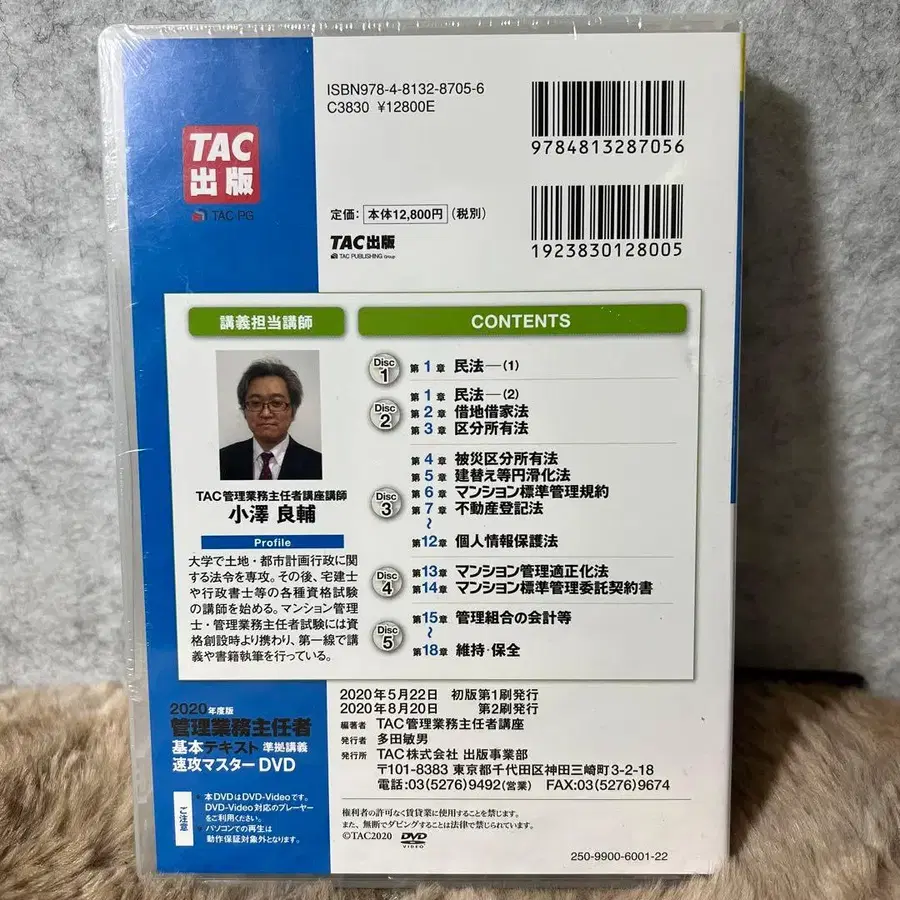 ISBN978-4-8132-8705-6
C3830 ¥12800E
9784813287056
TAC
出版
TAC PG
定価：本体12,800円（税別）
TAC出版
TAC PUBLISHING Group
1923830128005
講義担当講師
TAC管理業務主任者講座講師
小澤 良輔
Profile
大学で土地・都市計画行政に関
する法令を専攻。その後、宅建士
や行政書士等の各種資格試験
の講師を始める。マンション管理
士・管理業務主任者試験には資
格創設時より携わり、第一線で講
義や書籍執筆を行っている。
CONTENTS
Disc 1
第1章 民法―(1)
Disc 2
第1章 民法―(2)
第2章 借地借家法
第3章 区分所有法
Disc 3
第4章 被災区分所有法
第5章 建替え等円滑化法
第6章 マンション標準管理規約
第7章 不動産登記法
〜
第12章 個人情報保護法
Disc 4
第13章 マンション管理適正化法
第14章 マンション標準管理委託契約書
Disc 5
第15章 管理組合の会計等
〜
第18章 維持・保全
2020年度版
管理業務主任者
基本テキスト 準拠講義
速攻マスターDVD
ご注意
本DVDはDVD-Videoです。
DVD-Video対応のプレーヤー
をご利用ください。
パソコンでの再生は
動作保証対象外となります。
2020年5月22日 初版第1刷発行
2020年8月20日 第2刷発行
編著者 TAC管理業務主任者講座
発行者 多田敏男
発行所 TAC株式会社 出版事業部
〒101-8383 東京都千代田区神田三崎町3-2-18
電話:03(5276)9492(営業) FAX:03(5276)9674
権利者の許可なく賃貸業に使用することを禁じます。
また、無断でダビングすることは法律で禁じられています。
©TAC2020 DVD VIDEO
250-9900-6001-22